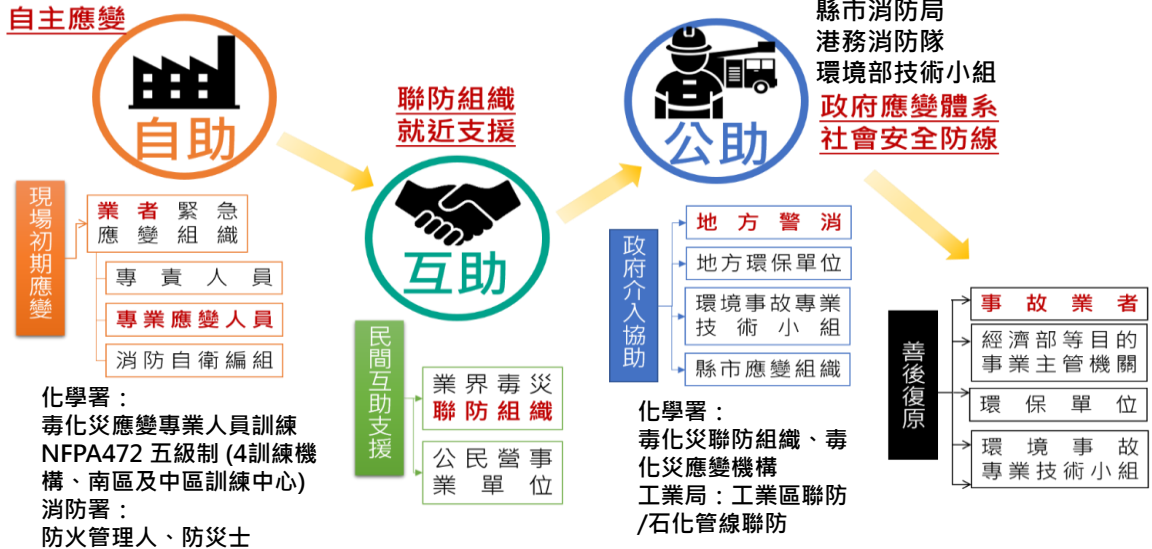 自主應變
自助
現場初期應變
業者緊急
應變組織
專責人員
專業應變人員
消防自衛編組
化學署：
毒化災應變專業人員訓練
NFPA472 五級制 (4訓練機
構、南區及中區訓練中心)
消防署：
防火管理人、防災士
聯防組織
就近支援
互助
民間互助支援
業界毒災
聯防組織
公民營事
業單位
縣市消防局
港務消防隊
環境部技術小組
政府應變體系
社會安全防線
公助
政府介入協助
地方警消
地方環保單位
環境事故專業
技術小組
縣市應變組織
化學署：
毒化災聯防組織、毒
化災應變機構
工業局：工業區聯防
/石化管線聯防
善後復原
事故業者
經濟部等目的
事業主管機關
環保單位
環境事故
專業技術小組